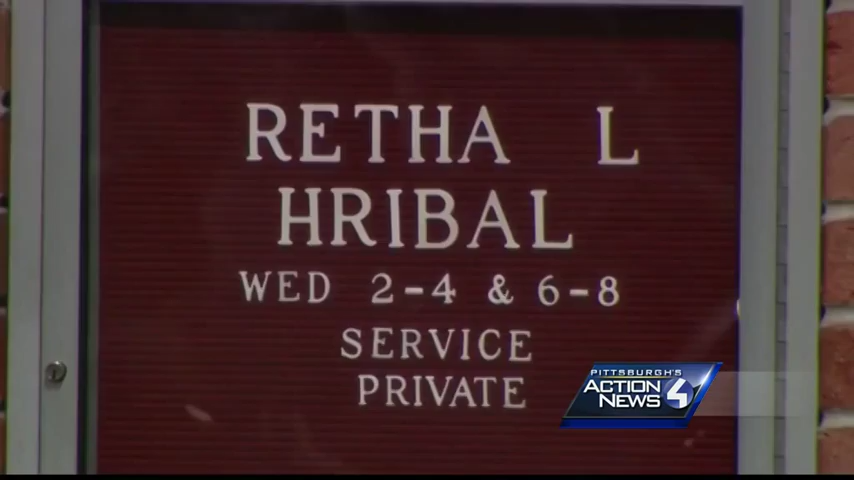 RETHA L
HRIBAL
WED 2-4 & 6-8
SERVICE
PRIVATE
PITTSBURGH'S
ACTION
NEWS 4